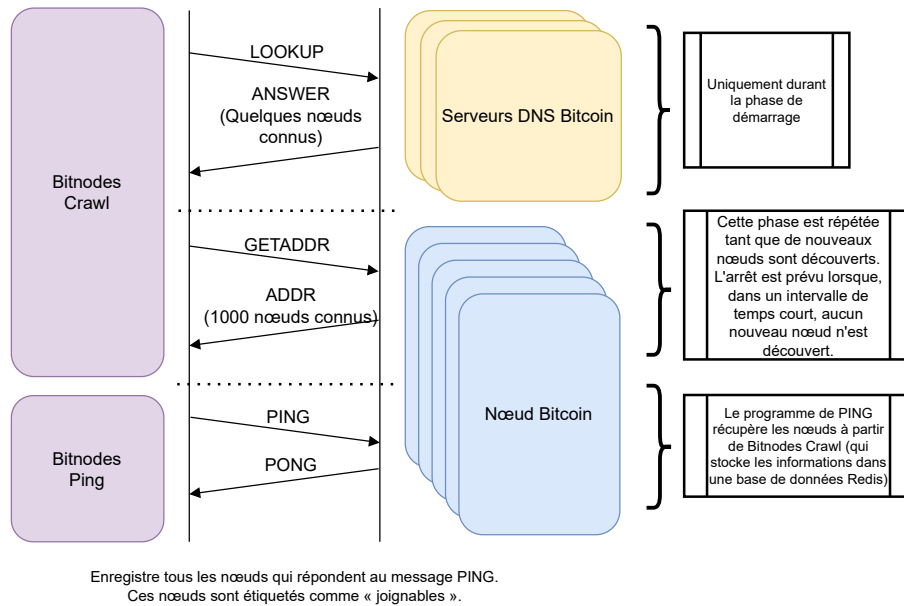 LOOKUP
ANSWER
(Quelques nœuds
connus)
Serveurs DNS Bitcoin
Uniquement durant
la phase de
démarrage
Bitnodes
Crawl
GETADDR
ADDR
(1000 nœuds connus)
Cette phase est répétée
tant que de nouveaux
nœuds sont découverts.
L'arrêt est prévu lorsque,
dans un intervalle de
temps court, aucun
nouveau nœud n'est
découvert.
Bitnodes
Ping
PING
PONG
Nœud Bitcoin
Le programme de PING
récupère les nœuds à partir
de Bitnodes Crawl (qui
stocke les informations dans
une base de données Redis)
Enregistre tous les nœuds qui répondent au message PING.
Ces nœuds sont étiquetés comme « joignables ».